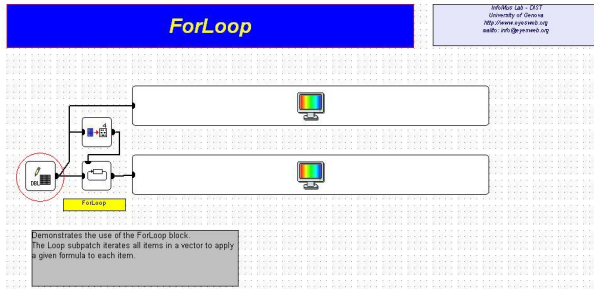 ForLoop
InfoMus Lab - DIST
University of Genova
http://www.eyesweb.org
mailto: info@eyesweb.org
DBL
ForLoop
Demonstrates the use of the ForLoop block.
The Loop subpatch iterates all items in a vector to apply
a given formula to each item.